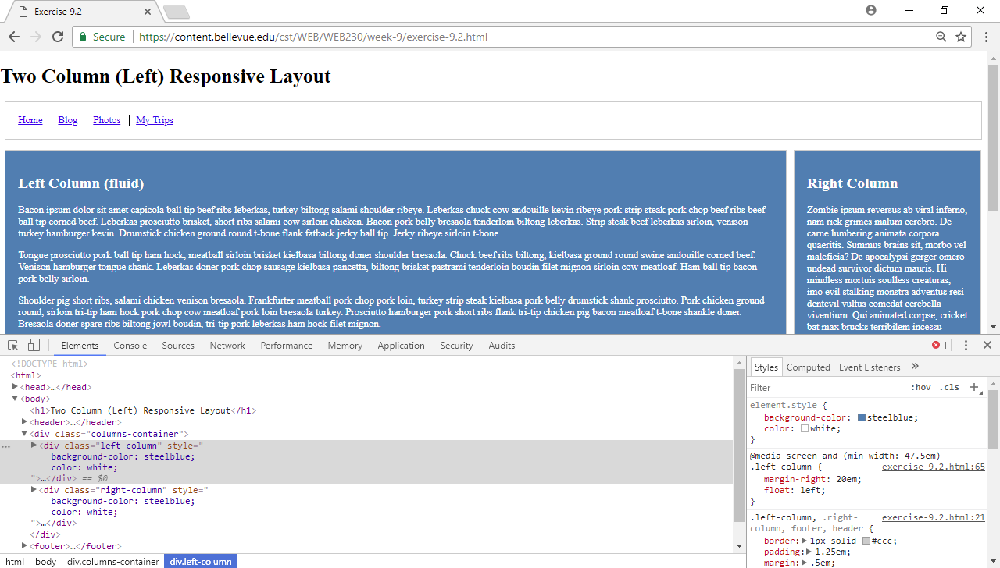 Exercise 9.2
Secure https://content.bellevue.edu/cst/WEB/WEB230/week-9/exercise-9.2.html
Two Column (Left) Responsive Layout
Home Blog Photos My Trips
Left Column (fluid)
Bacon ipsum dolor sit amet capicola ball tip beef ribs leberkas, turkey biltong salami shoulder ribeye. Leberkas chuck cow andouille kevin ribeye pork strip steak pork chop beef ribs beef
ball tip corned beef. Leberkas prosciutto brisket, short ribs salami cow sirloin chicken. Bacon pork belly bresaola tenderloin biltong leberkas. Strip steak beef leberkas sirloin, venison
turkey hamburger kevin. Drumstick chicken ground round t-bone flank fatback jerky ball tip. Jerky ribeye sirloin t-bone.
Tongue prosciutto pork ball tip ham hock, meatball sirloin brisket kielbasa biltong doner shoulder bresaola. Chuck beef ribs biltong, kielbasa ground round swine andouille corned beef.
Venison hamburger tongue shank. Leberkas doner pork chop sausage kielbasa pancetta, biltong brisket pastrami tenderloin boudin filet mignon sirloin cow meatloaf. Ham ball tip bacon
pork belly sirloin.
Shoulder pig short ribs, salami chicken venison bresaola. Frankfurter meatball pork chop pork loin, turkey strip steak kielbasa pork belly drumstick shank prosciutto. Pork chicken ground
round, sirloin tri-tip ham hock pork chop cow meatloaf pork loin bresaola turkey. Prosciutto hamburger pork short ribs flank tri-tip chicken pig bacon meatloaf t-bone shankle doner.
Bresaola doner spare ribs biltong jowl boudin, tri-tip pork leberkas ham hock filet mignon.
Right Column
Zombie ipsum reversus ab viral inferno,
nam rick grimes malum cerebro. De
carne lumbering animata corpora
quaeritis. Summus brains sit, morbo vel
maleficia? De apocalypsi gorger omero
undead survivor dictum mauris. Hi
mindless mortuis soulless creaturas,
imo evil stalking monstra adventus resi
dentevil vultus comedat cerebella
viventium. Qui animated corpse, cricket
bat max brucks terribilem incessu
Elements Console Sources Network Performance Memory Application Security Audits 1
<!DOCTYPE html>
<html>
<head>…</head>
<body>
<h1>Two Column (Left) Responsive Layout</h1>
<header>…</header>
<div class="columns-container">
<div class="left-column" style="
background-color: steelblue;
color: white;
">…</div> == $0
<div class="right-column" style="
background-color: steelblue;
color: white;
">…</div>
</div>
<footer>…</footer>
html body div.columns-container div.left-column
Styles Computed Event Listeners »
Filter :hov .cls +
element.style {
background-color: steelblue;
color: white;
}
@media screen and (min-width: 47.5em)
.left-column { exercise-9.2.html:65
margin-right: 20em;
float: left;
}
.left-column, .right- exercise-9.2.html:21
column, footer, header {
border: 1px solid #ccc;
padding: 1.25em;
margin: .5em;